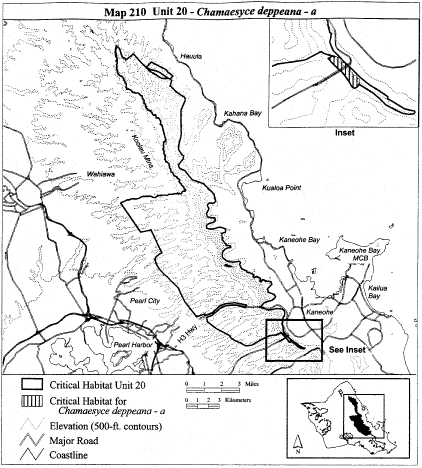 Map 210 Unit 20 - Chamaesyce deppeana - a
Hauula
Inset
Kahana Bay
Koolau Mtns
Wahiawa
Kualoa Point
Kaneohe Bay
Kaneohe Bay
MCB
Kailua
Bay
Pearl City
Kaneohe
H3 Hwy
Pearl Harbor
See Inset
Critical Habitat Unit 20
Critical Habitat for
Chamaesyce deppeana - a
Elevation (500-ft. contours)
Major Road
Coastline
0 1 2 3 Miles
0 1 2 3 Kilometers
N